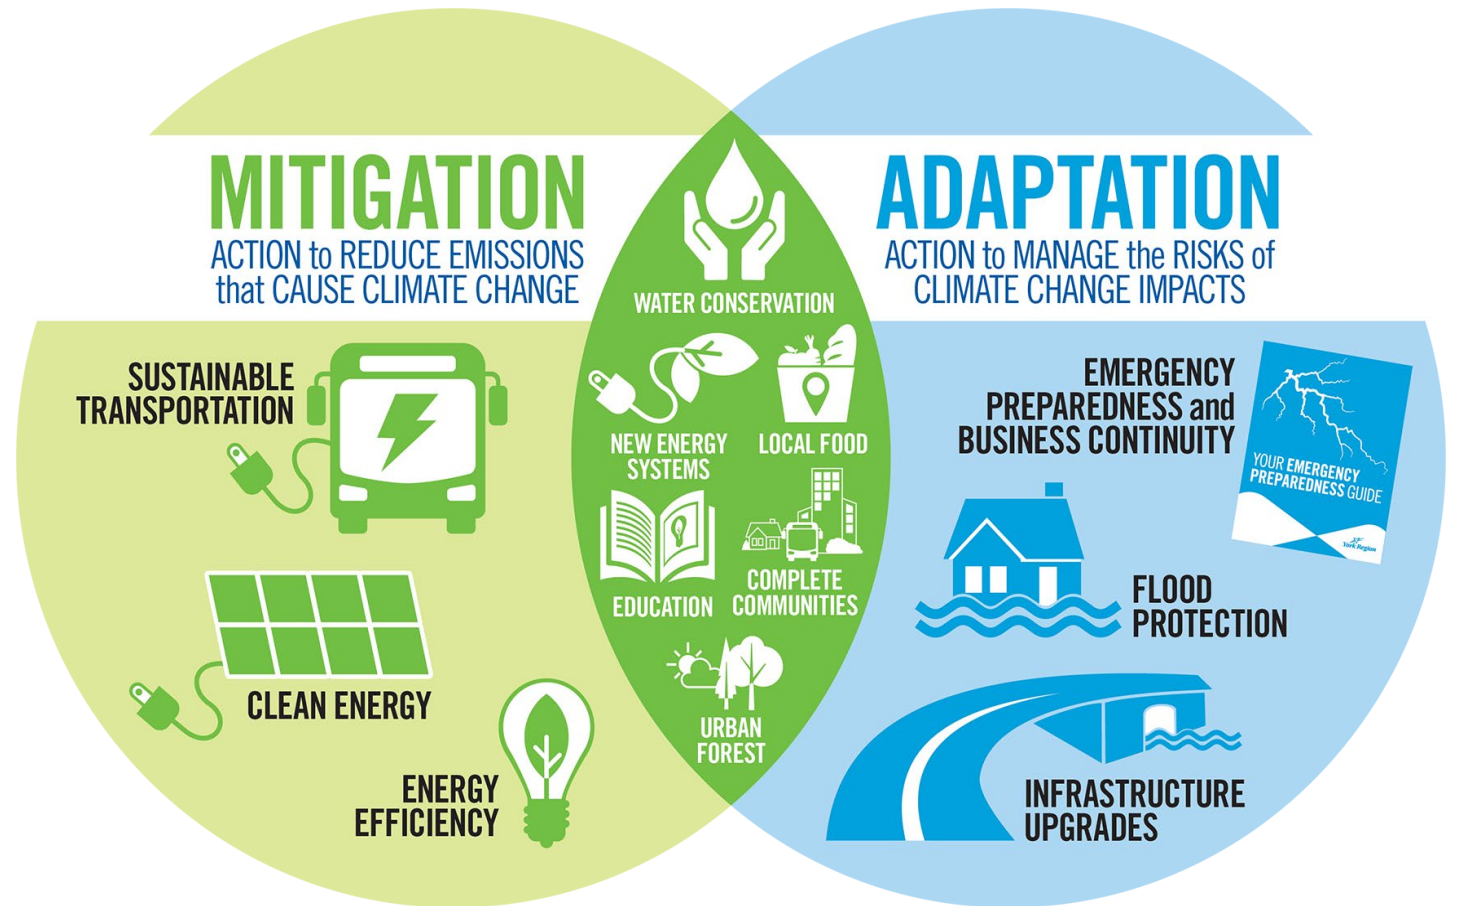 MITIGATION
ACTION to REDUCE EMISSIONS
that CAUSE CLIMATE CHANGE
SUSTAINABLE
TRANSPORTATION
CLEAN ENERGY
ENERGY
EFFICIENCY
WATER CONSERVATION
NEW ENERGY
SYSTEMS
LOCAL FOOD
EDUCATION
COMPLETE
COMMUNITIES
URBAN
FOREST
ADAPTATION
ACTION to MANAGE the RISKS of
CLIMATE CHANGE IMPACTS
EMERGENCY
PREPAREDNESS and
BUSINESS CONTINUITY
YOUR EMERGENCY
PREPAREDNESS GUIDE
York Region
FLOOD
PROTECTION
INFRASTRUCTURE
UPGRADES